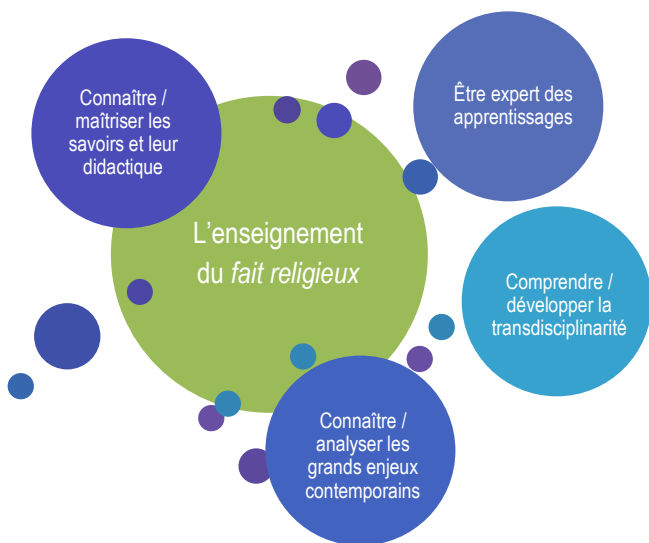 Connaître /
maîtriser les
savoirs et leur
didactique
Être expert des
apprentissages
L'enseignement
du fait religieux
Comprendre /
développer la
transdisciplinarité
Connaître /
analyser les
grands enjeux
contemporains